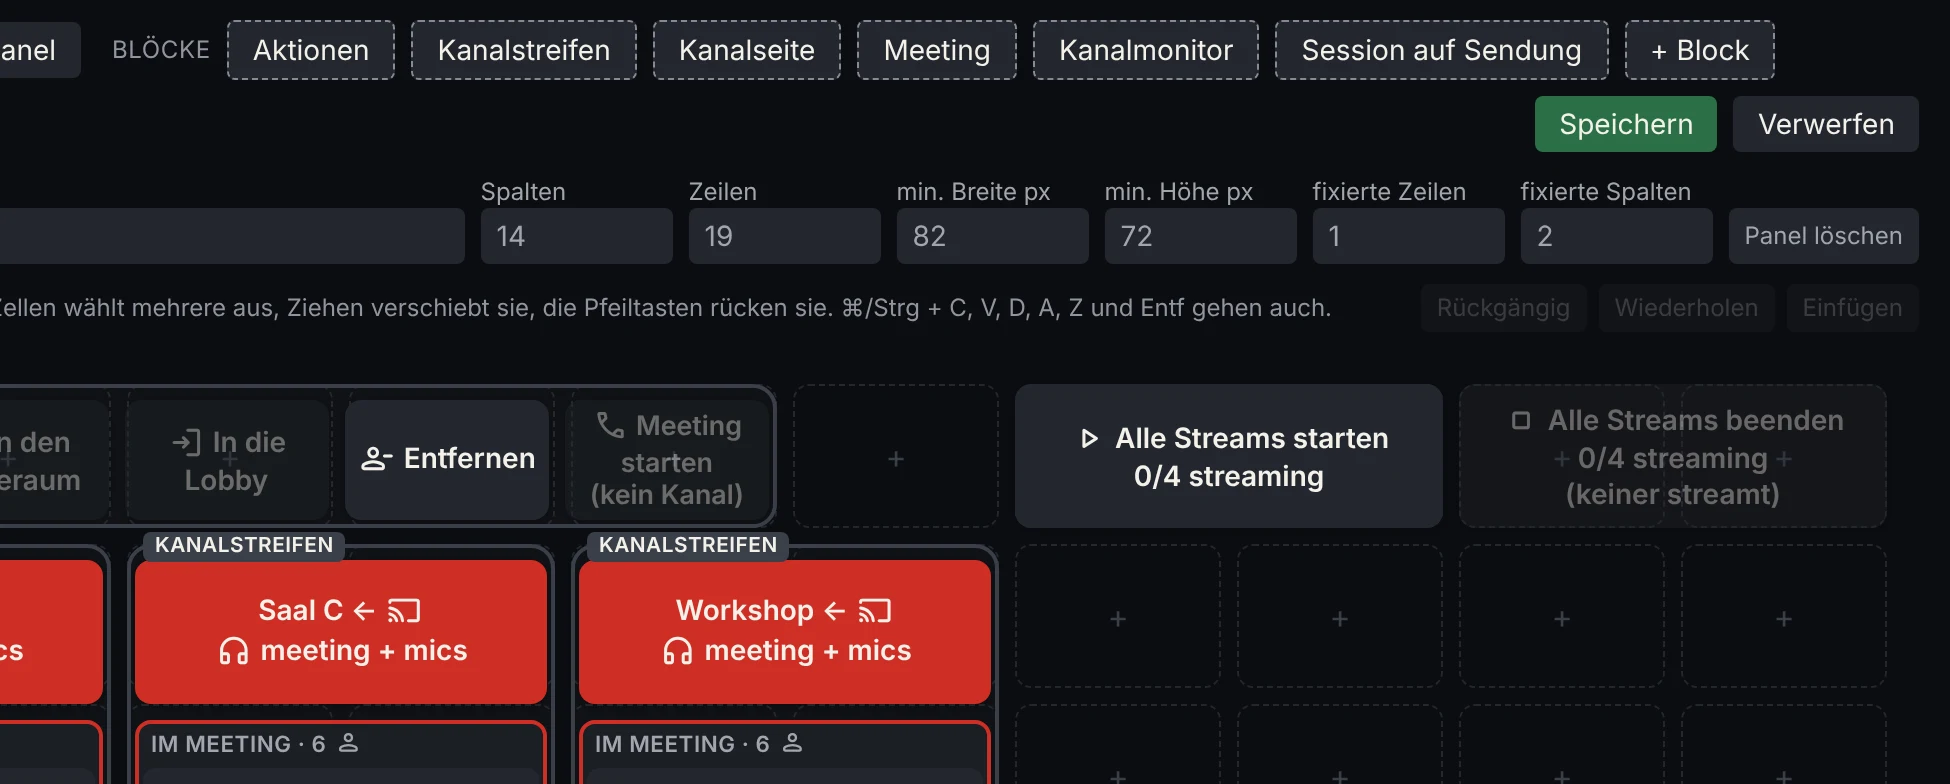 anel BLÖCKE Aktionen Kanalstreifen Kanalseite Meeting Kanalmonitor Session auf Sendung + Block
Speichern Verwerfen
Spalten Zeilen min. Breite px min. Höhe px fixierte Zeilen fixierte Spalten
14 19 82 72 1 2 Panel löschen
Zellen wählt mehrere aus, Ziehen verschiebt sie, die Pfeiltasten rücken sie. ⌘/Strg + C, V, D, A, Z und Entf gehen auch. Rückgängig Wiederholen Einfügen
n den
eraum
In die
Lobby
Entfernen
Meeting
starten
(kein Kanal)
+
Alle Streams starten
0/4 streaming
Alle Streams beenden
+ 0/4 streaming +
(keiner streamt)
KANALSTREIFEN KANALSTREIFEN
cs
Saal C ←
meeting + mics
Workshop ←
meeting + mics
+ + + +
IM MEETING · 6 IM MEETING · 6
+ + + +